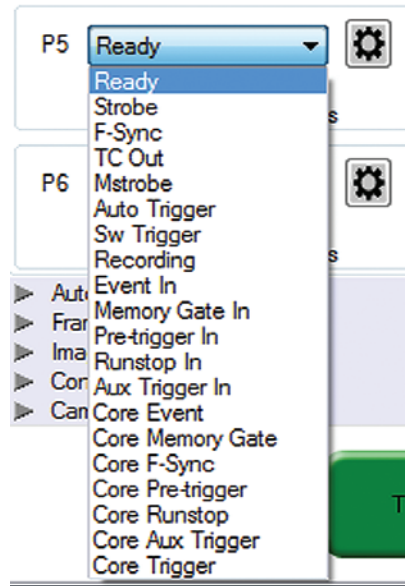 P5 Ready
Ready
Strobe
F-Sync
TC Out
P6 Mstrobe
Auto Trigger
Sw Trigger
Recording
Event In
Memory Gate In
Pre-trigger In
Runstop In
Aux Trigger In
Core Event
Core Memory Gate
Core F-Sync
Core Pre-trigger
Core Runstop
Core Aux Trigger
Core Trigger